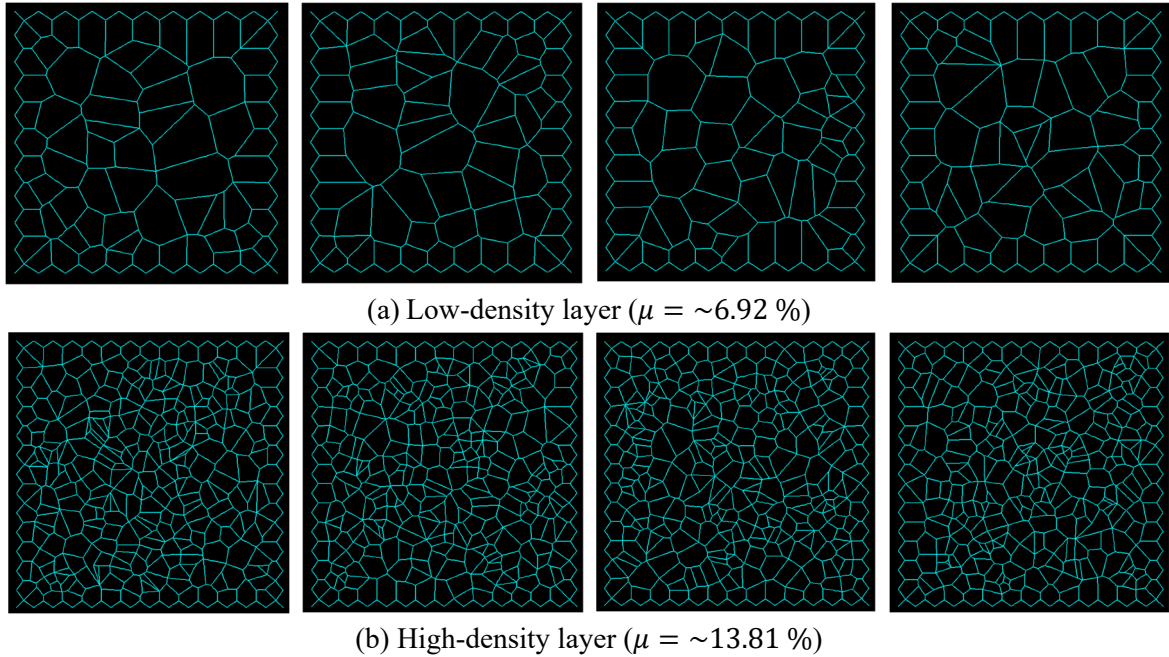 (a) Low-density layer (𝜇 = ~6.92 %)
(b) High-density layer (𝜇 = ~13.81 %)